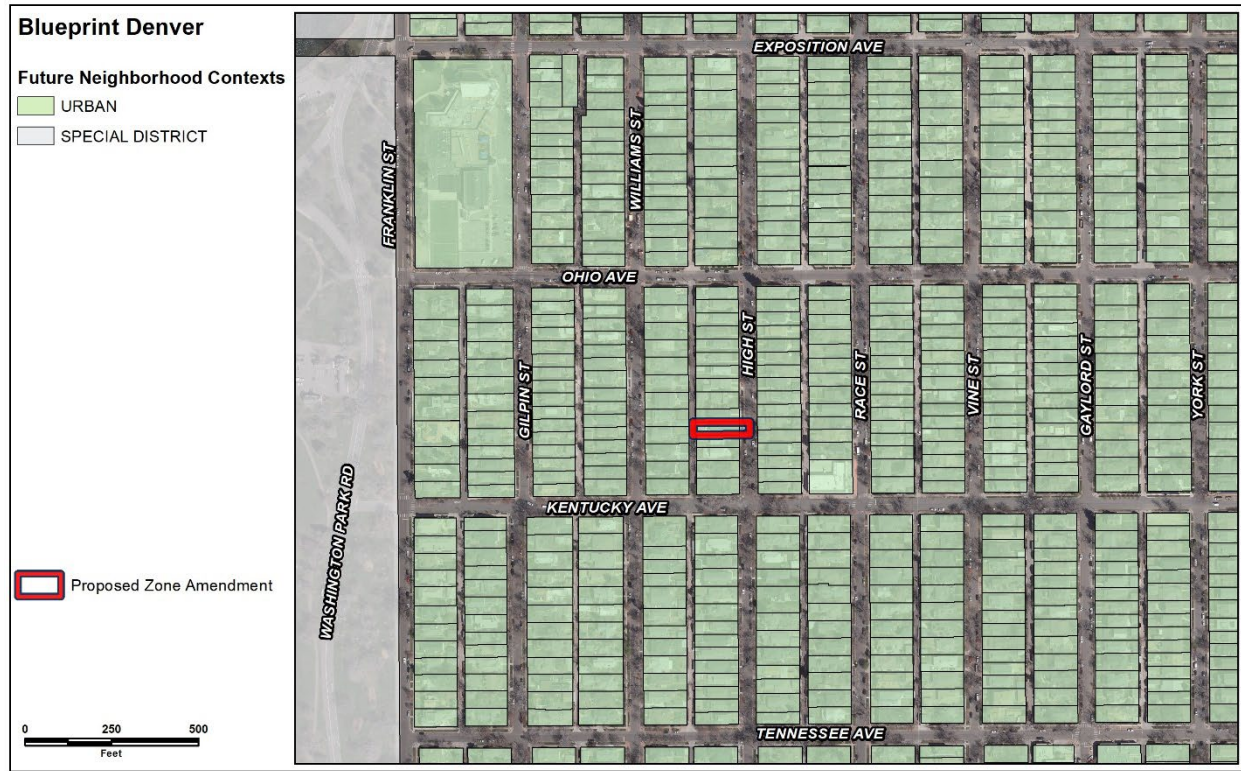 Blueprint Denver
Future Neighborhood Contexts
URBAN
SPECIAL DISTRICT
Proposed Zone Amendment
0 250 500
Feet
EXPOSITION AVE
FRANKLIN ST
WILLIAMS ST
OHIO AVE
GILPIN ST
HIGH ST
RACE ST
VINE ST
GAYLORD ST
YORK ST
WASHINGTON PARK RD
KENTUCKY AVE
TENNESSEE AVE